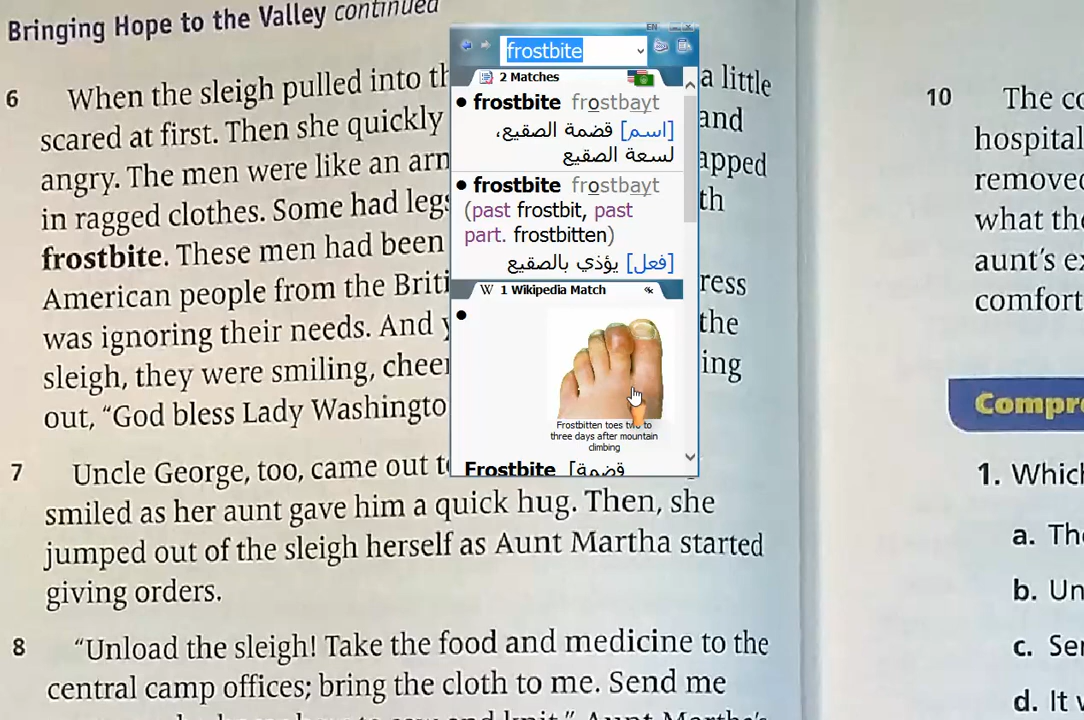 Bringing Hope to the Valley continued
6 When the sleigh pulled into a little
scared at first. Then she quickly and
angry. The men were like an apped
in ragged clothes. Some had legs th
frostbite. These men had been
American people from the Briti ress
was ignoring their needs. And the
sleigh, they were smiling, cheer ing
out, “God bless Lady Washingto
7 Uncle George, too, came out
smiled as her aunt gave him a quick hug. Then, she
jumped out of the sleigh herself as Aunt Martha started
giving orders.
8 “Unload the sleigh! Take the food and medicine to the
central camp offices; bring the cloth to me. Send me
EN
frostbite
2 Matches
frostbite frostbayt
[اسم] قضمة الصقيع،
لسعة الصقيع
frostbite frostbayt
(past frostbit, past
part. frostbitten)
[فعل] يؤذي بالصقيع
W 1 Wikipedia Match
Frostbitten toes two to
three days after mountain
climbing
Frostbite [قضمة
10 The co
hospital
removed
what the
aunt’s ex
comfort
Compre
1. Which
a. The
b. Un
c. Ser
d. It w